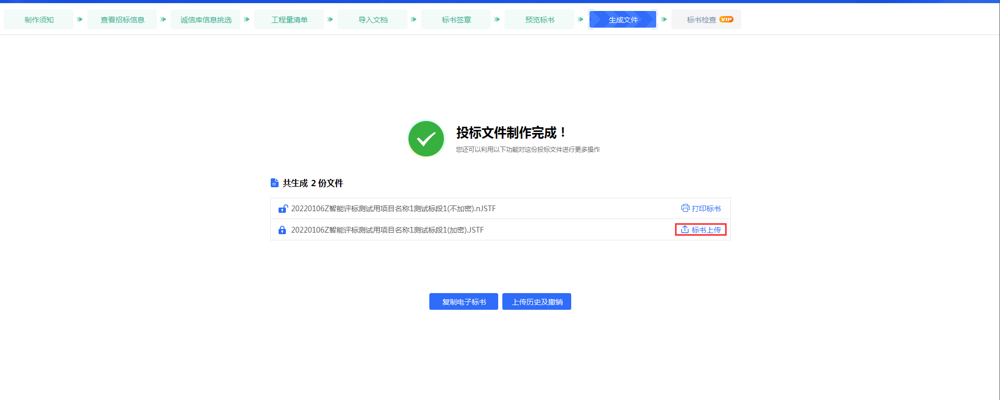 制作须知 查看招标信息 诚信库信息挑选 工程量清单 导入文档 标书签章 预览标书 生成文件 标书检查 VIP
投标文件制作完成！
您还可以利用以下功能对这份投标文件进行更多操作
共生成 2 份文件
20220106Z智能评标测试用项目名称1测试标段1(不加密).nJSTF 打印标书
20220106Z智能评标测试用项目名称1测试标段1(加密).JSTF 标书上传
复制电子标书 上传历史及撤销